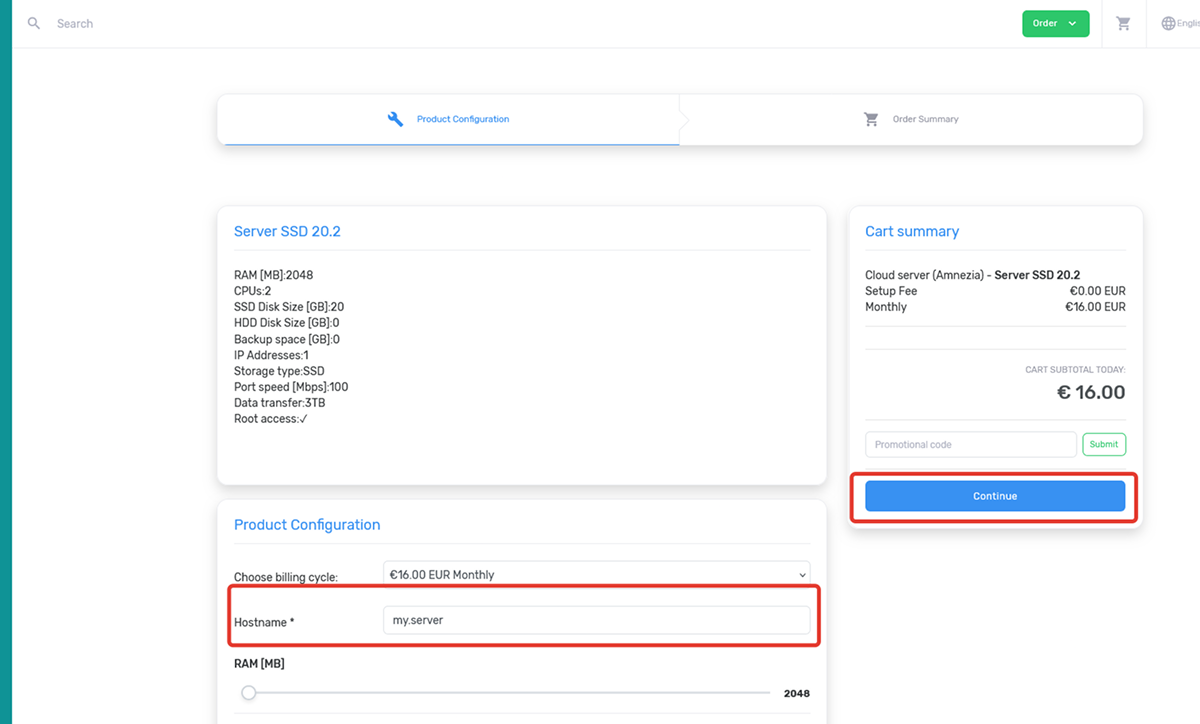 Search
Order
Englis
Product Configuration
Order Summary
Server SSD 20.2
RAM [MB]:2048
CPUs:2
SSD Disk Size [GB]:20
HDD Disk Size [GB]:0
Backup space [GB]:0
IP Addresses:1
Storage type:SSD
Port speed [Mbps]:100
Data transfer:3TB
Root access:✓
Cart summary
Cloud server (Amnezia) - Server SSD 20.2
Setup Fee €0.00 EUR
Monthly €16.00 EUR
CART SUBTOTAL TODAY:
€ 16.00
Promotional code Submit
Continue
Product Configuration
Choose billing cycle: €16.00 EUR Monthly
Hostname * my.server
RAM [MB]
2048